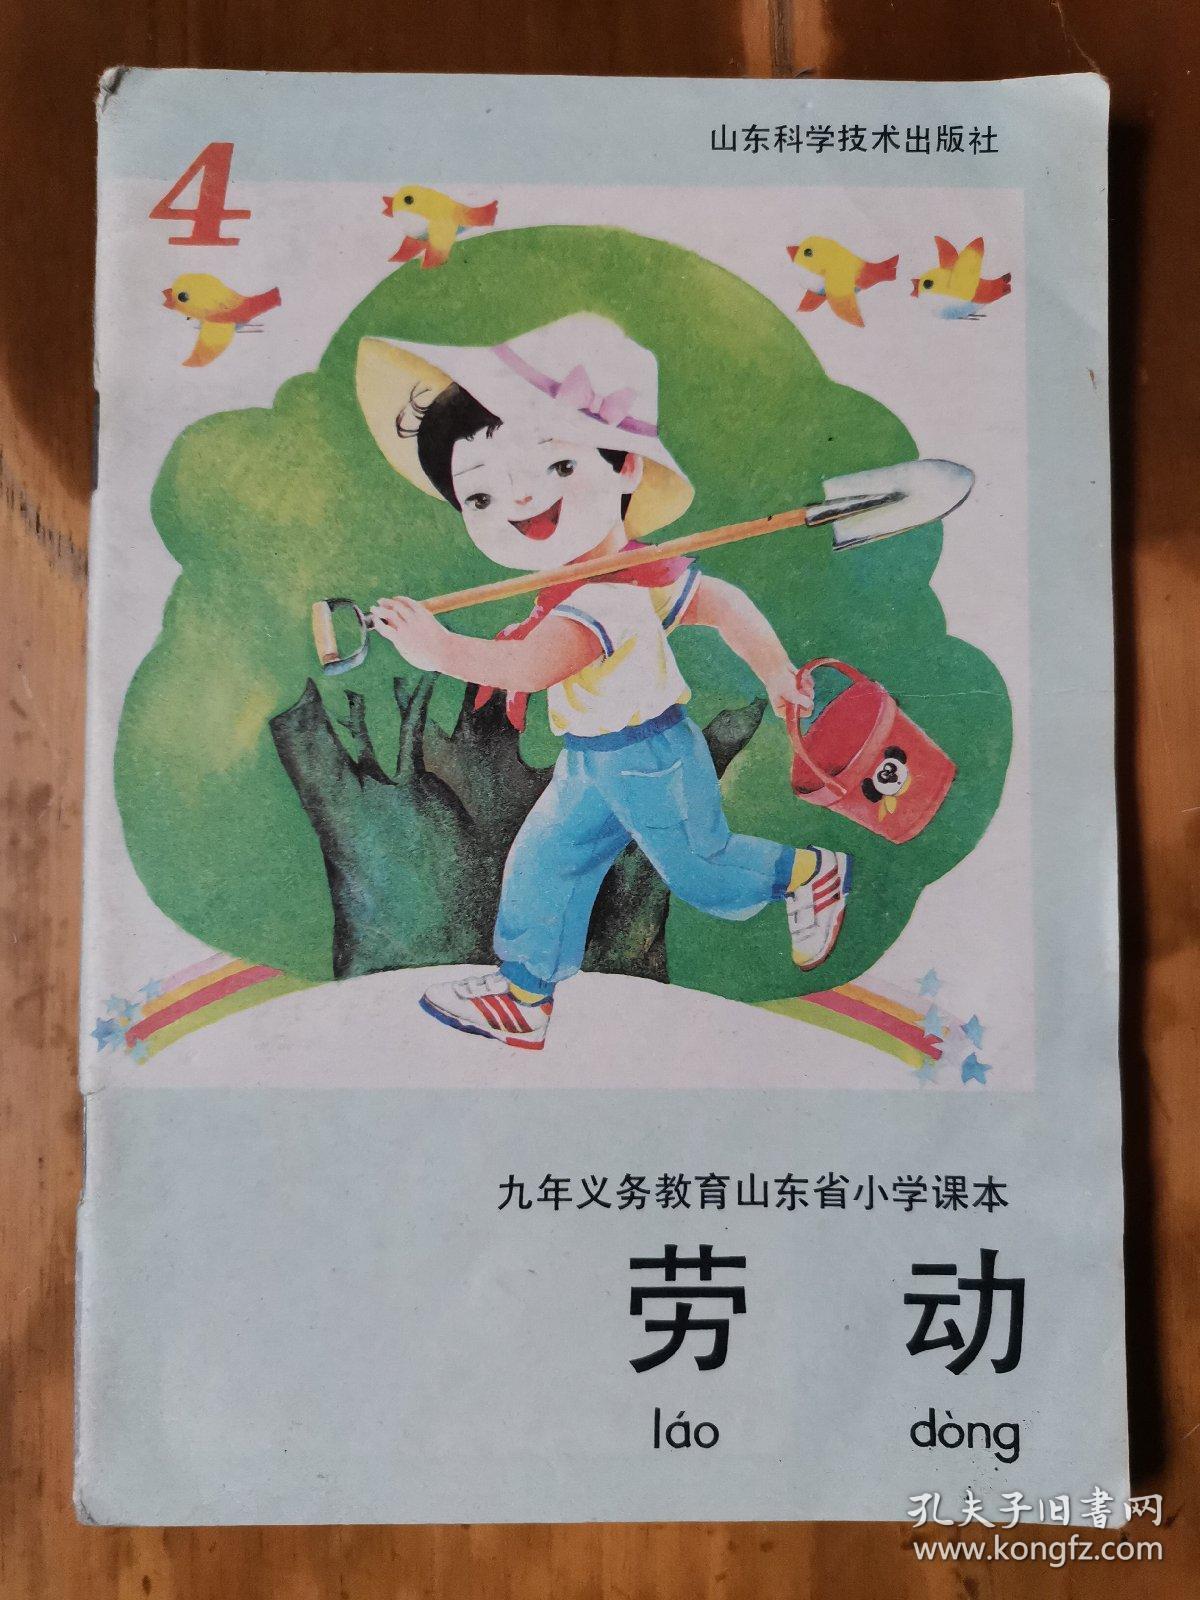 山东科学技术出版社
4
九年义务教育山东省小学课本
劳 动
láo dòng
孔夫子旧書网
www.kongfz.com